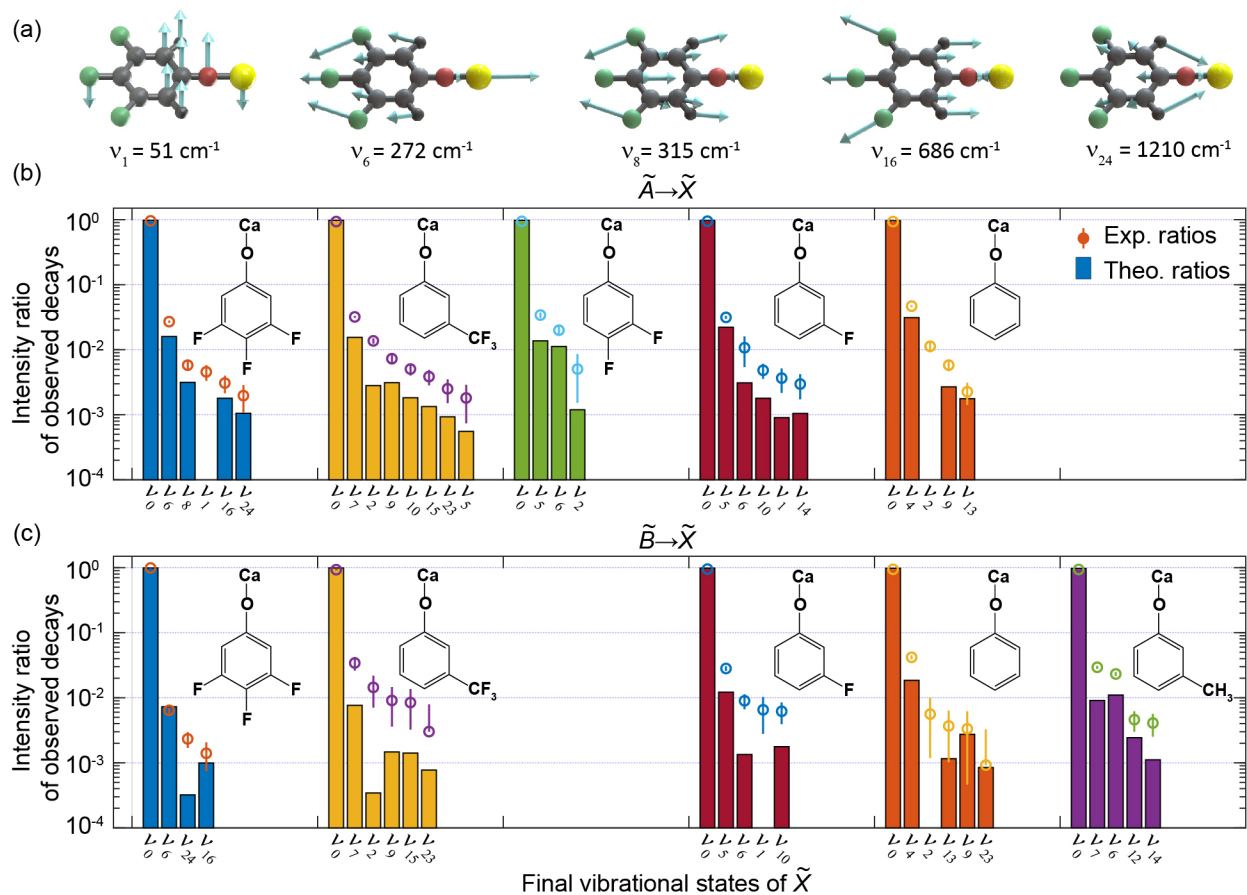 (a)
ν1 = 51 cm-1
ν6 = 272 cm-1
ν8 = 315 cm-1
ν16 = 686 cm-1
ν24 = 1210 cm-1
(b)
Ã→X̃
Intensity ratio
of observed decays
10^0
10^-1
10^-2
10^-3
10^-4
Ca
O
F
F
F
Ca
O
CF3
Ca
O
F
F
Ca
O
F
Ca
O
Exp. ratios
Theo. ratios
ν0 ν6 ν8 ν1 ν16 ν24
ν0 ν7 ν2 ν9 ν10 ν15 ν23 ν5
ν0 ν5 ν6 ν2
ν0 ν5 ν6 ν10 ν1 ν14
ν0 ν4 ν2 ν9 ν13
(c)
B̃→X̃
Intensity ratio
of observed decays
10^0
10^-1
10^-2
10^-3
10^-4
Ca
O
F
F
F
Ca
O
CF3
Ca
O
F
Ca
O
Ca
O
CH3
ν0 ν6 ν24 ν16
ν0 ν7 ν2 ν9 ν15 ν23
ν0 ν5 ν6 ν1 ν10
ν0 ν4 ν2 ν13 ν9 ν23
ν0 ν7 ν6 ν12 ν14
Final vibrational states of X̃